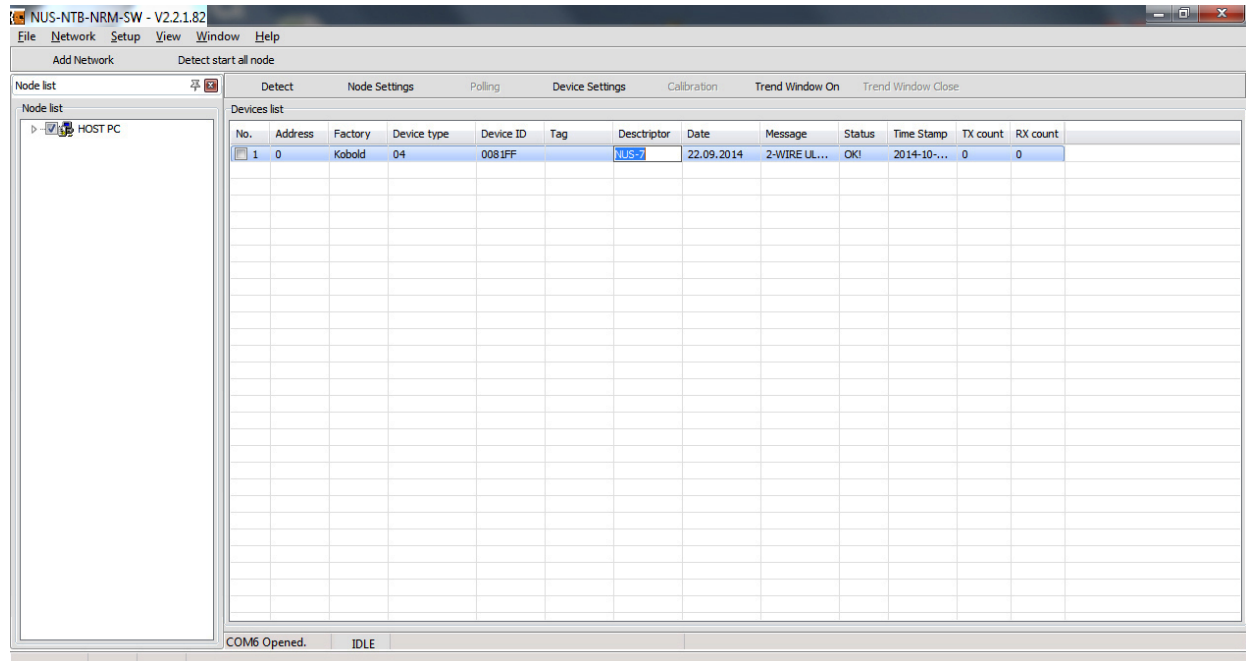 NUS-NTB-NRM-SW - V2.2.1.82
File Network Setup View Window Help
Add Network Detect start all node
Node list
Detect Node Settings Polling Device Settings Calibration Trend Window On Trend Window Close
Node list
HOST PC
Devices list
No. Address Factory Device type Device ID Tag Desctriptor Date Message Status Time Stamp TX count RX count
1 0 Kobold 04 0081FF NUS-7 22.09.2014 2-WIRE UL... OK! 2014-10-... 0 0
COM6 Opened. IDLE